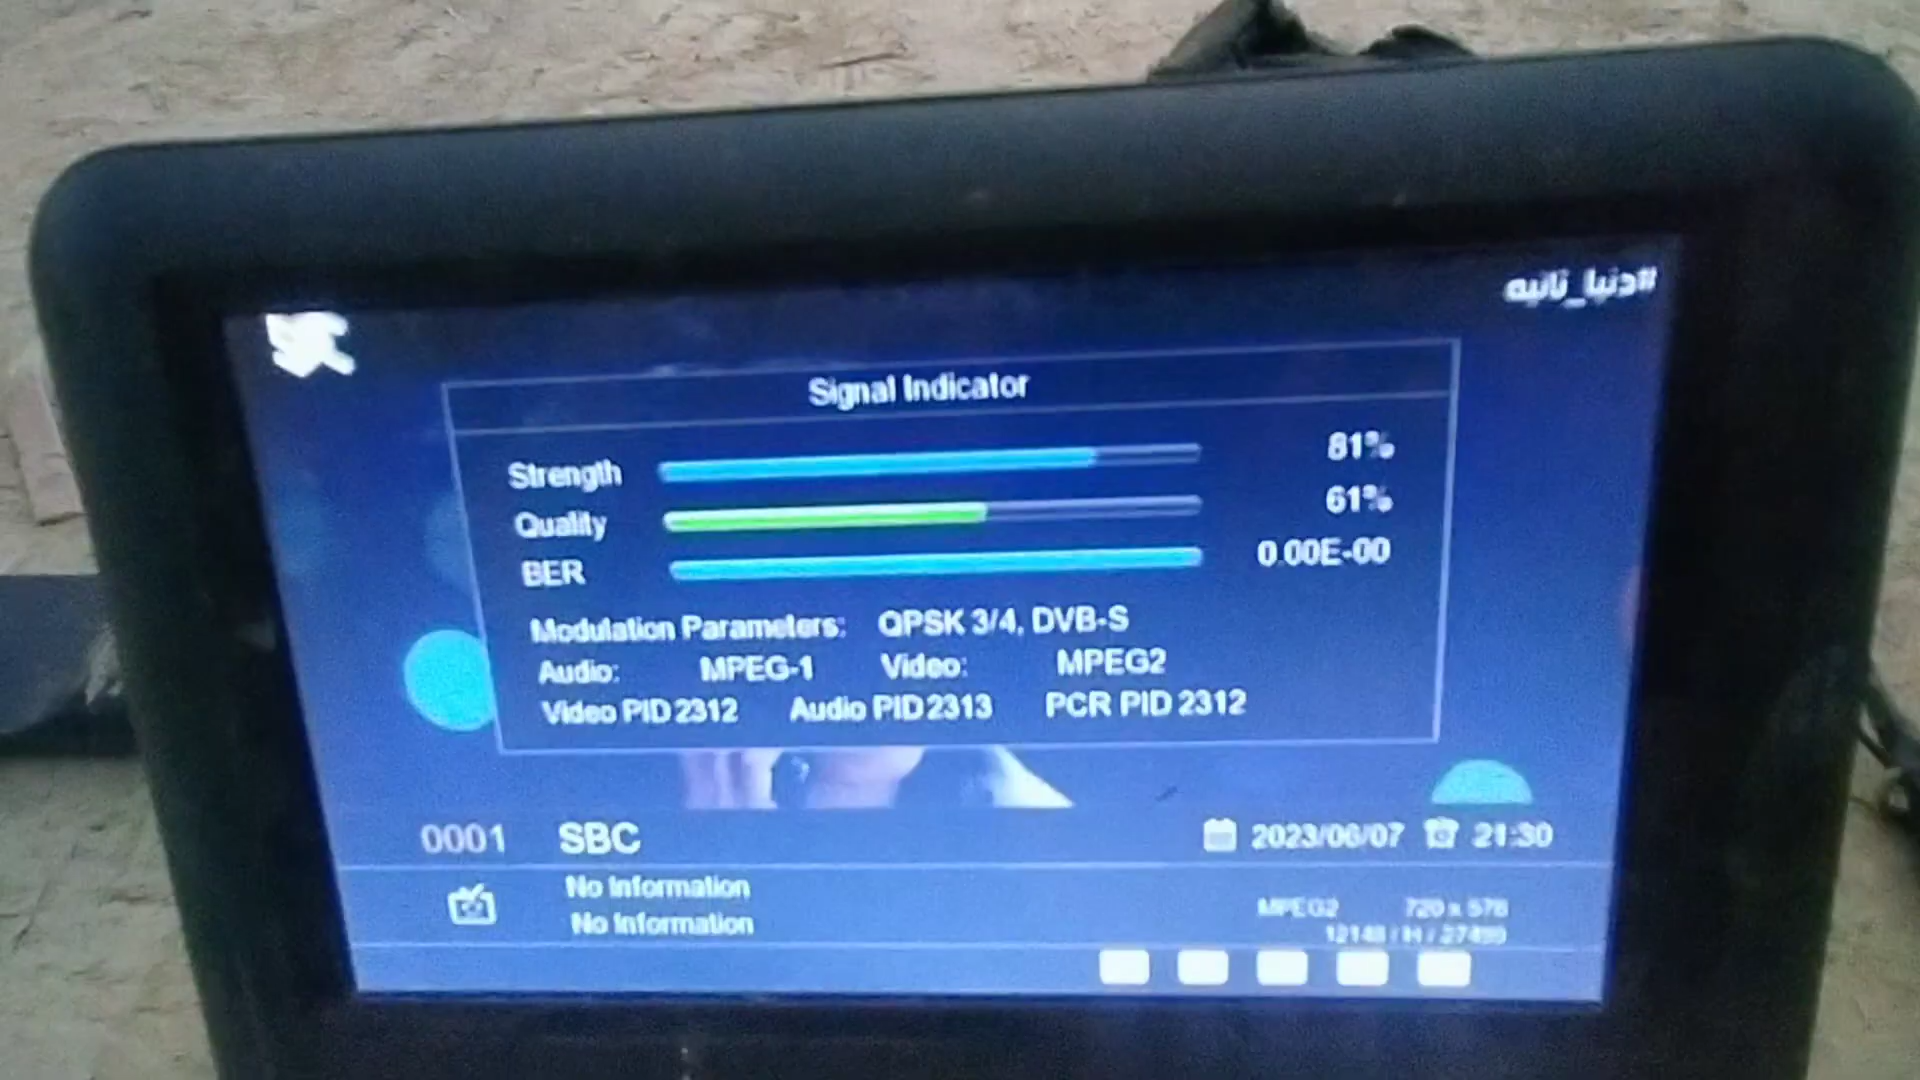 #دنيا_تانيه
Signal Indicator
Strength 81%
Quality 61%
BER 0.00E-00
Modulation Parameters: QPSK 3/4, DVB-S
Audio: MPEG-1 Video: MPEG2
Video PID 2312 Audio PID 2313 PCR PID 2312
0001 SBC 2023/06/07 21:30
No Information
No Information
MPEG2 720 x 576